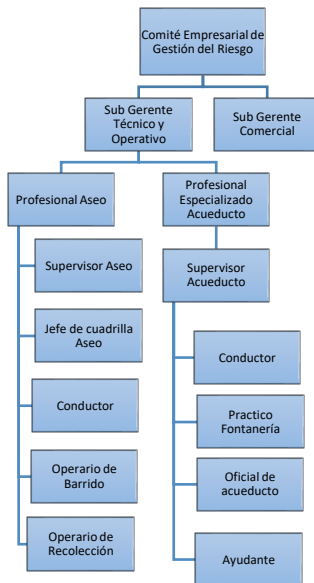 Comité Empresarial de
Gestión del Riesgo
Sub Gerente
Técnico y
Operativo
Sub Gerente
Comercial
Profesional Aseo
Profesional
Especializado
Acueducto
Supervisor Aseo
Jefe de cuadrilla
Aseo
Conductor
Operario de
Barrido
Operario de
Recolección
Supervisor
Acueducto
Conductor
Practico
Fontanería
Oficial de
acueducto
Ayudante